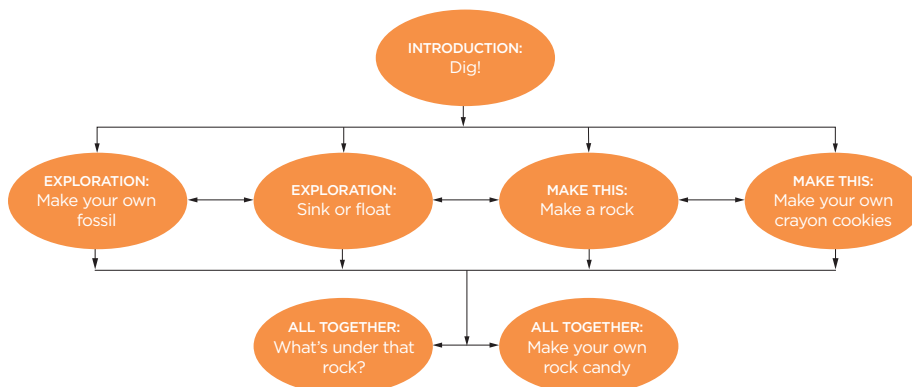 INTRODUCTION:
Dig!
EXPLORATION:
Make your own
fossil
EXPLORATION:
Sink or float
MAKE THIS:
Make a rock
MAKE THIS:
Make your own
crayon cookies
ALL TOGETHER:
What’s under that
rock?
ALL TOGETHER:
Make your own
rock candy